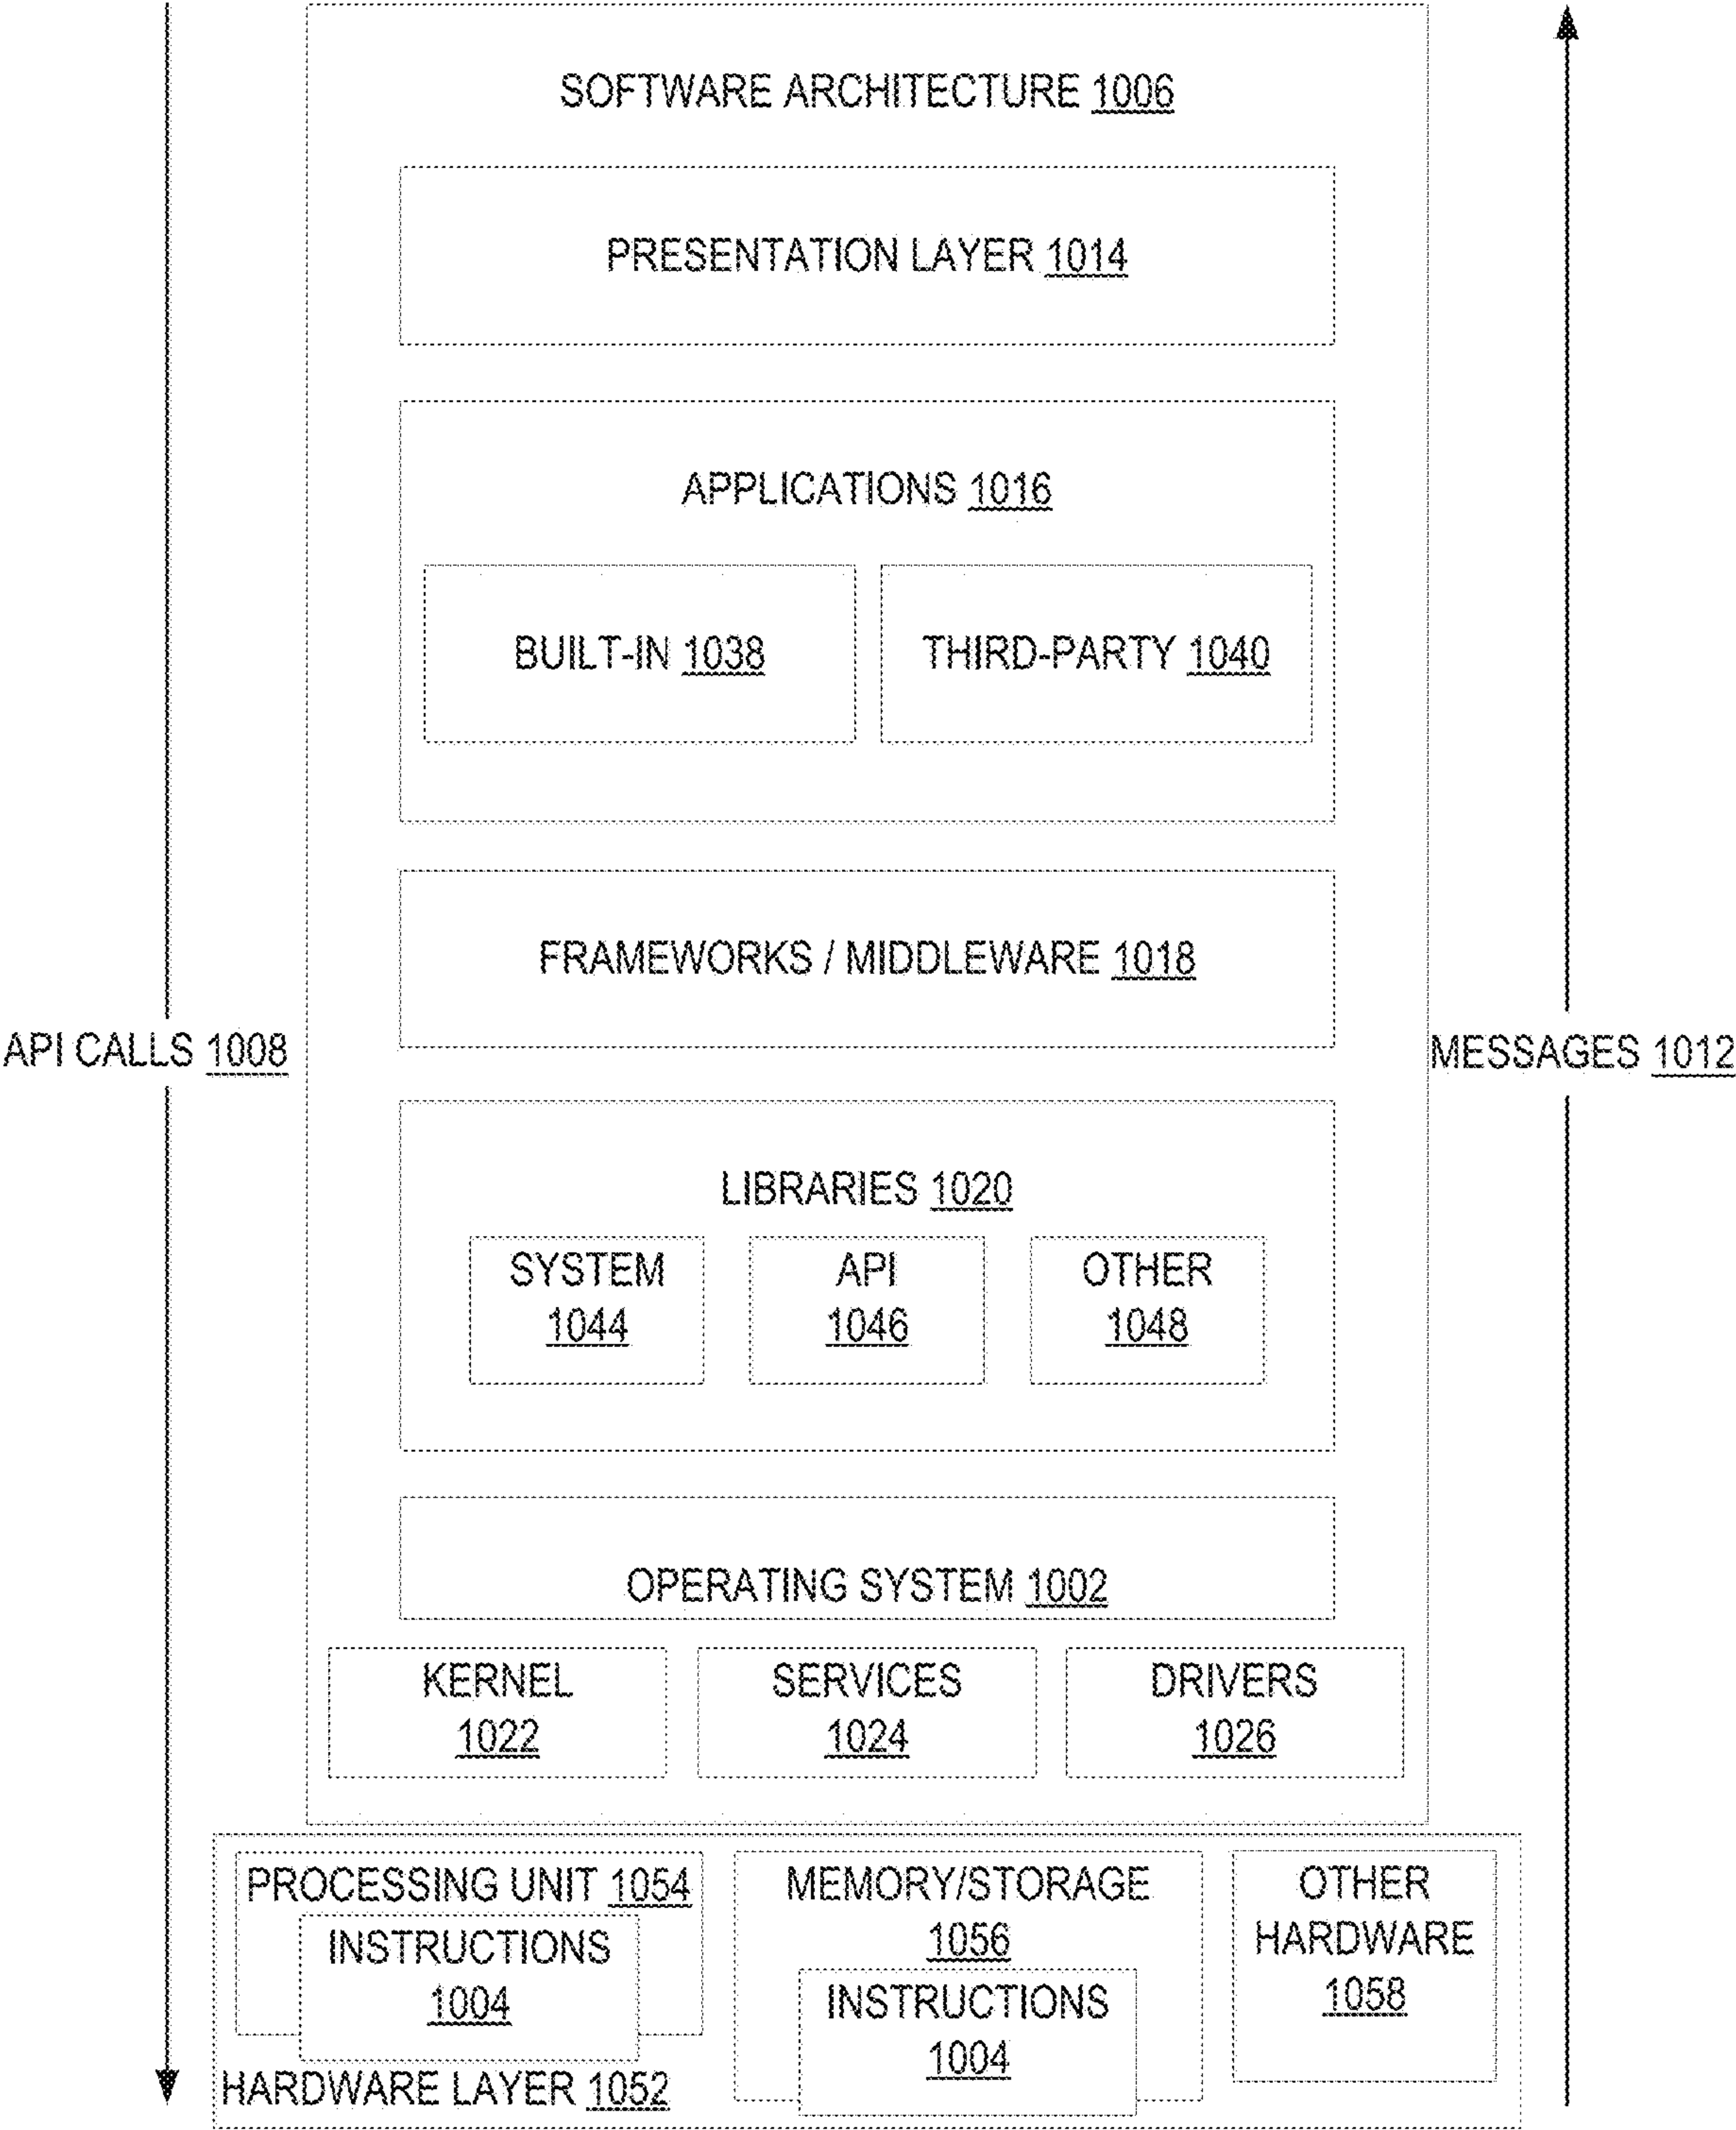 SOFTWARE ARCHITECTURE 1006
PRESENTATION LAYER 1014
APPLICATIONS 1016
BUILT-IN 1038
THIRD-PARTY 1040
FRAMEWORKS / MIDDLEWARE 1018
API CALLS 1008
MESSAGES 1012
LIBRARIES 1020
SYSTEM
1044
API
1046
OTHER
1048
OPERATING SYSTEM 1002
KERNEL
1022
SERVICES
1024
DRIVERS
1026
PROCESSING UNIT 1054
INSTRUCTIONS
1004
MEMORY/STORAGE
1056
INSTRUCTIONS
1004
OTHER
HARDWARE
1058
HARDWARE LAYER 1052